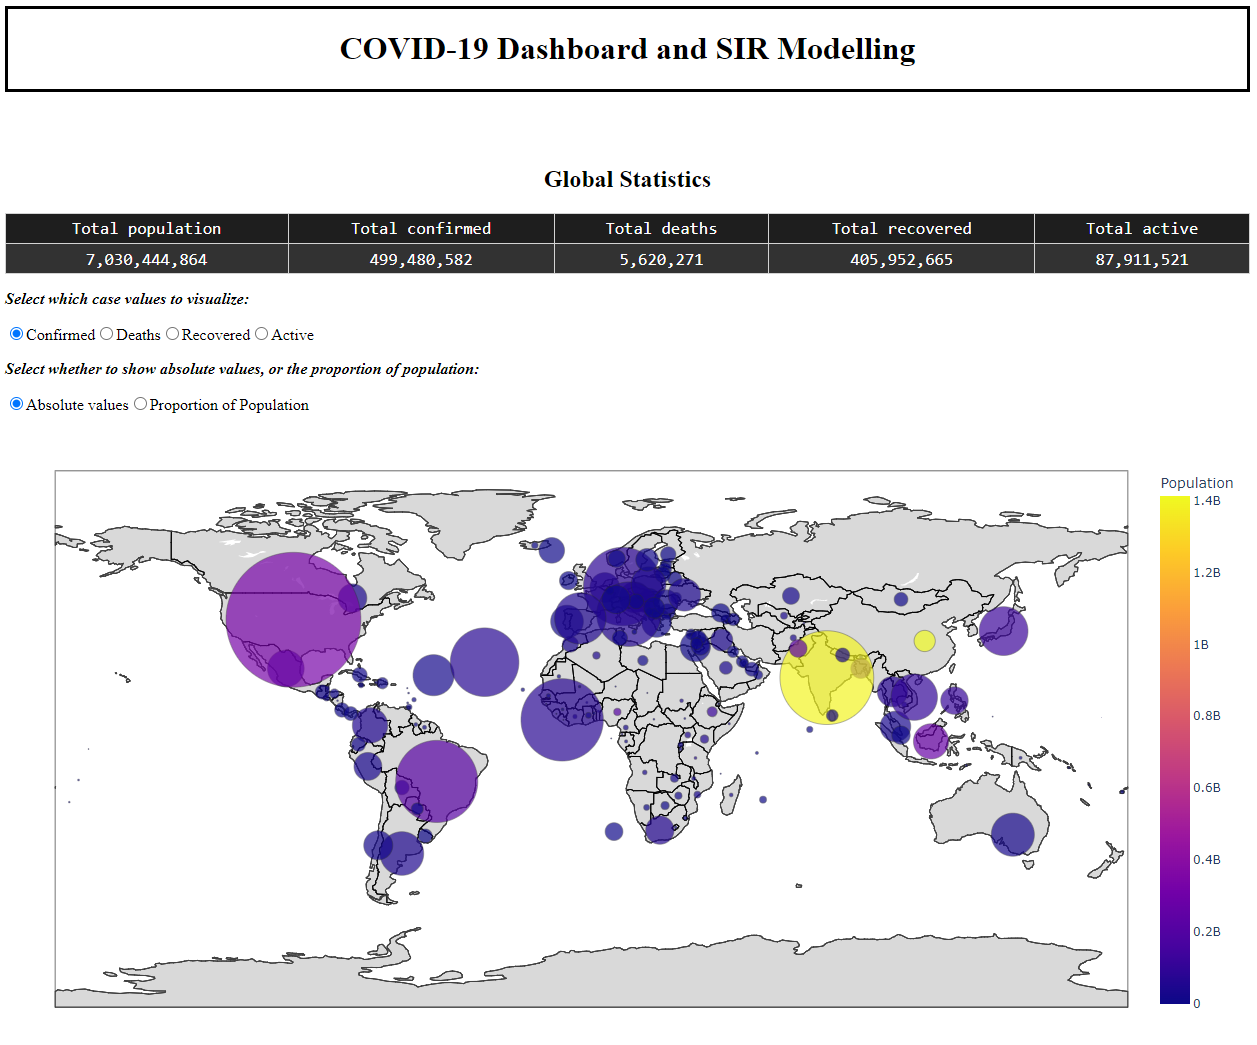 COVID-19 Dashboard and SIR Modelling
Global Statistics
Total population Total confirmed Total deaths Total recovered Total active
7,030,444,864 499,480,582 5,620,271 405,952,665 87,911,521
Select which case values to visualize:
Confirmed Deaths Recovered Active
Select whether to show absolute values, or the proportion of population:
Absolute values Proportion of Population
Population
1.4B
1.2B
1B
0.8B
0.6B
0.4B
0.2B
0